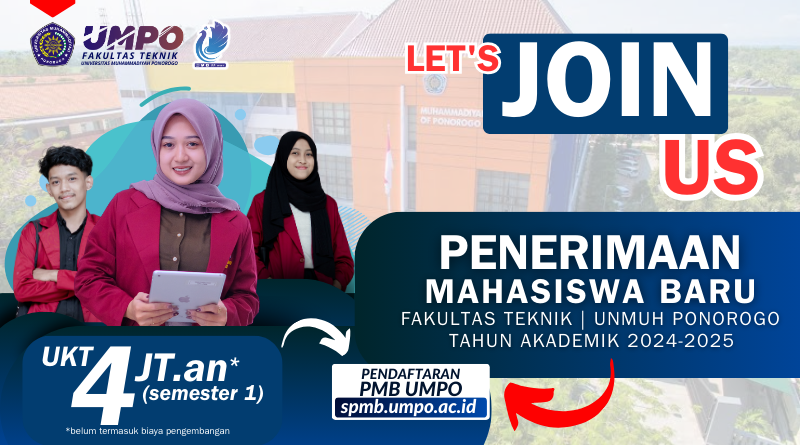 UMPO
FAKULTAS TEKNIK
UNIVERSITAS MUHAMMADIYAH PONOROGO
LET'S
JOIN
US
MUHAMMADIYAH
OF PONOROGO
PENERIMAAN
MAHASISWA BARU
FAKULTAS TEKNIK | UNMUH PONOROGO
TAHUN AKADEMIK 2024-2025
UKT 4 JT.an*
(semester 1)
*belum termasuk biaya pengembangan
PENDAFTARAN
PMB UMPO
spmb.umpo.ac.id